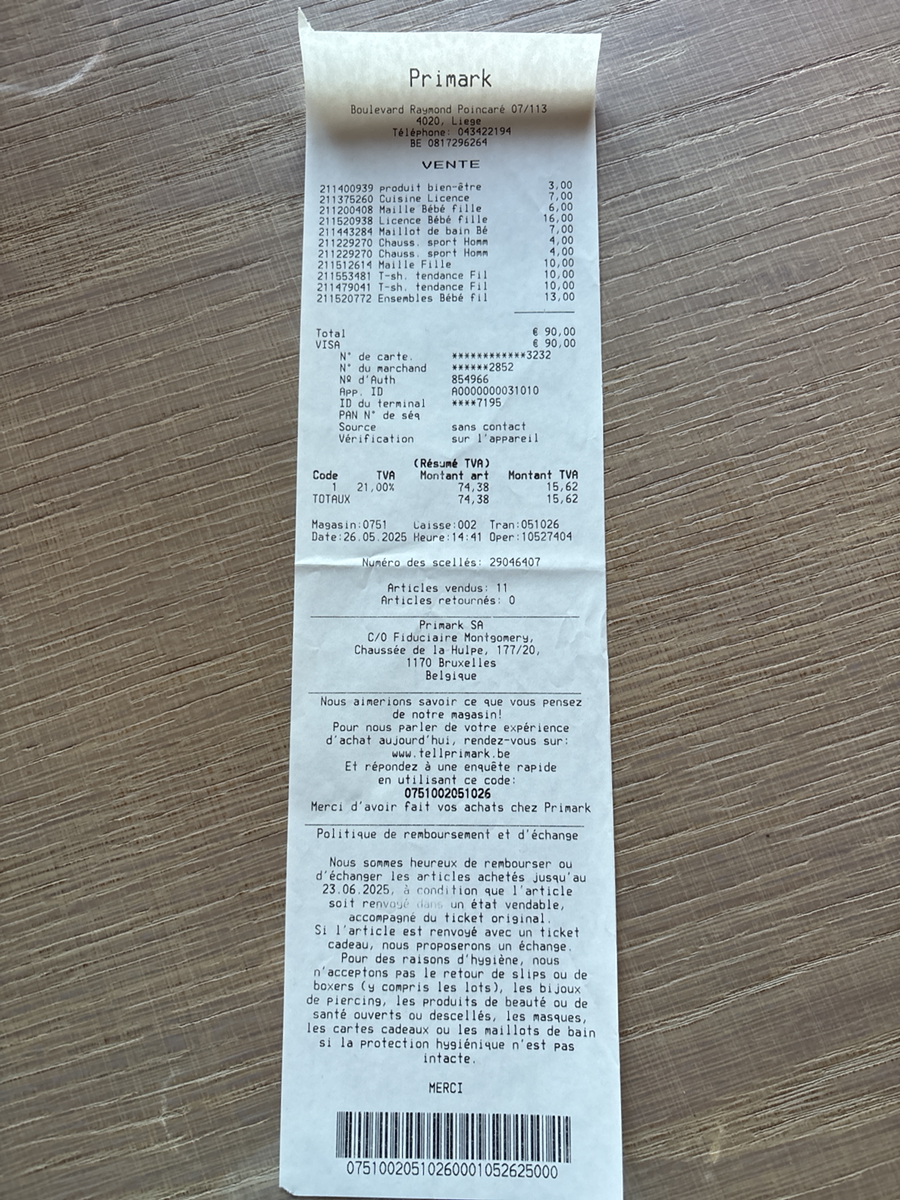 Primark
Boulevard Raymond Poincaré 07/113
4020, Liege
Téléphone: 043422194
BE 0817296264
VENTE
211400939 produit bien-être 3,00
211375260 Cuisine Licence 7,00
211200408 Maille Bébé fille 6,00
211520938 Licence Bébé fille 16,00
211443284 Maillot de bain Bé 7,00
211229270 Chauss. sport Homm 4,00
211229270 Chauss. sport Homm 4,00
211512614 Maille Fille 10,00
211553481 T-sh. tendance Fil 10,00
211479041 T-sh. tendance Fil 10,00
211520772 Ensembles Bébé fil 13,00
Total € 90,00
VISA € 90,00
N° de carte. ************3232
N° du marchand ******2852
Nº d'Auth 854966
App. ID A0000000031010
ID du terminal ****7195
PAN N° de séq
Source sans contact
Vérification sur l'appareil
(Résumé TVA)
Code TVA Montant art Montant TVA
1 21,00% 74,38 15,62
TOTAUX 74,38 15,62
Magasin:0751 Caisse:002 Tran:051026
Date:26.05.2025 Heure:14:41 Oper:10527404
Numéro des scellés: 29046407
Articles vendus: 11
Articles retournés: 0
Primark SA
C/O Fiduciaire Montgomery,
Chaussée de la Hulpe, 177/20,
1170 Bruxelles
Belgique
Nous aimerions savoir ce que vous pensez
de notre magasin!
Pour nous parler de votre expérience
d'achat aujourd'hui, rendez-vous sur:
www.tellprimark.be
Et répondez à une enquête rapide
en utilisant ce code:
0751002051026
Merci d'avoir fait vos achats chez Primark
Politique de remboursement et d'échange
Nous sommes heureux de rembourser ou
d'échanger les articles achetés jusqu'au
23.06.2025, à condition que l'article
soit renvoyé dans un état vendable,
accompagné du ticket original.
Si l'article est renvoyé avec un ticket
cadeau, nous proposerons un échange.
Pour des raisons d'hygiène, nous
n'acceptons pas le retour de slips ou de
boxers (y compris les lots), les bijoux
de piercing, les produits de beauté ou de
santé ouverts ou descellés, les masques,
les cartes cadeaux ou les maillots de bain
si la protection hygiénique n'est pas
intacte.
MERCI
07510020510260001052625000